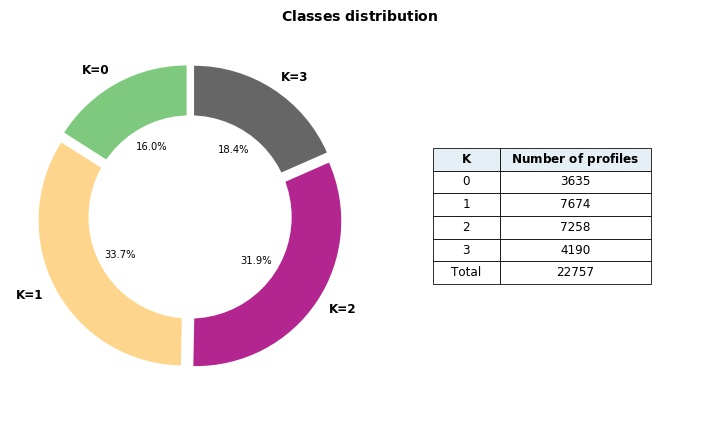 Classes distribution
K=0
K=3
16.0%
18.4%
33.7%
31.9%
K=1
K=2
K Number of profiles
0 3635
1 7674
2 7258
3 4190
Total 22757